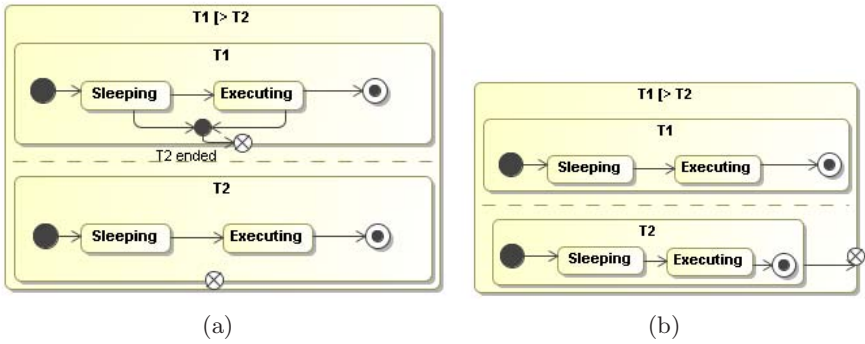 T1 [> T2
T1
Sleeping
Executing
T2 ended
T2
Sleeping
Executing
(a)
T1 [> T2
T1
Sleeping
Executing
T2
Sleeping
Executing
(b)